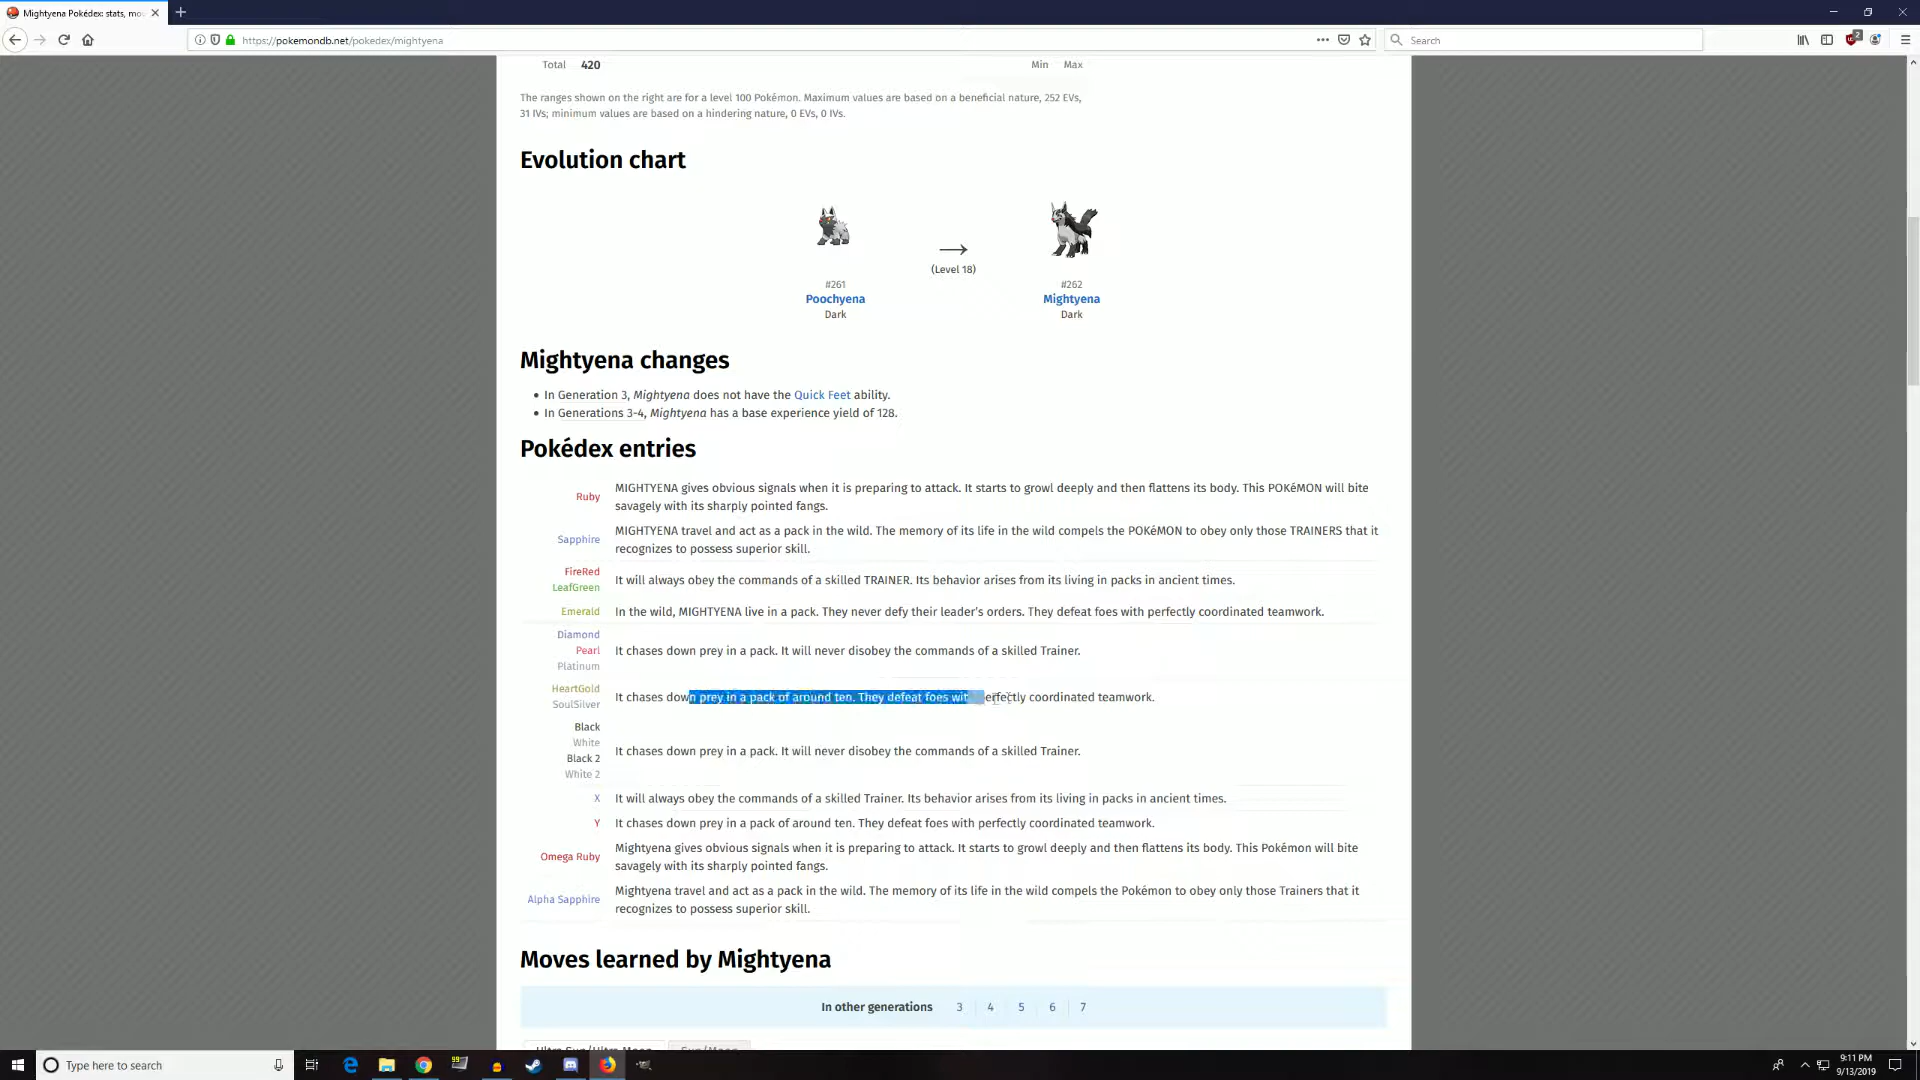 Mightyena Pokédex: stats, mo
https://pokemondb.net/pokedex/mightyena
Search
2
Total 420 Min Max
The ranges shown on the right are for a level 100 Pokémon. Maximum values are based on a beneficial nature, 252 EVs,
31 IVs; minimum values are based on a hindering nature, 0 EVs, 0 IVs.
Evolution chart
(Level 18)
#261
Poochyena
Dark
#262
Mightyena
Dark
Mightyena changes
• In Generation 3, Mightyena does not have the Quick Feet ability.
• In Generations 3-4, Mightyena has a base experience yield of 128.
Pokédex entries
Ruby
MIGHTYENA gives obvious signals when it is preparing to attack. It starts to growl deeply and then flattens its body. This POKéMON will bite
savagely with its sharply pointed fangs.
Sapphire
MIGHTYENA travel and act as a pack in the wild. The memory of its life in the wild compels the POKéMON to obey only those TRAINERS that it
recognizes to possess superior skill.
FireRed
LeafGreen
It will always obey the commands of a skilled TRAINER. Its behavior arises from its living in packs in ancient times.
Emerald
In the wild, MIGHTYENA live in a pack. They never defy their leader's orders. They defeat foes with perfectly coordinated teamwork.
Diamond
Pearl
Platinum
It chases down prey in a pack. It will never disobey the commands of a skilled Trainer.
HeartGold
SoulSilver
It chases down prey in a pack of around ten. They defeat foes with perfectly coordinated teamwork.
Black
White
Black 2
White 2
It chases down prey in a pack. It will never disobey the commands of a skilled Trainer.
X
It will always obey the commands of a skilled Trainer. Its behavior arises from its living in packs in ancient times.
Y
It chases down prey in a pack of around ten. They defeat foes with perfectly coordinated teamwork.
Omega Ruby
Mightyena gives obvious signals when it is preparing to attack. It starts to growl deeply and then flattens its body. This Pokémon will bite
savagely with its sharply pointed fangs.
Alpha Sapphire
Mightyena travel and act as a pack in the wild. The memory of its life in the wild compels the Pokémon to obey only those Trainers that it
recognizes to possess superior skill.
Moves learned by Mightyena
In other generations 3 4 5 6 7
Ultra Sun/Ultra Moon Sun/Moon
Type here to search
99
9:11 PM
9/13/2019